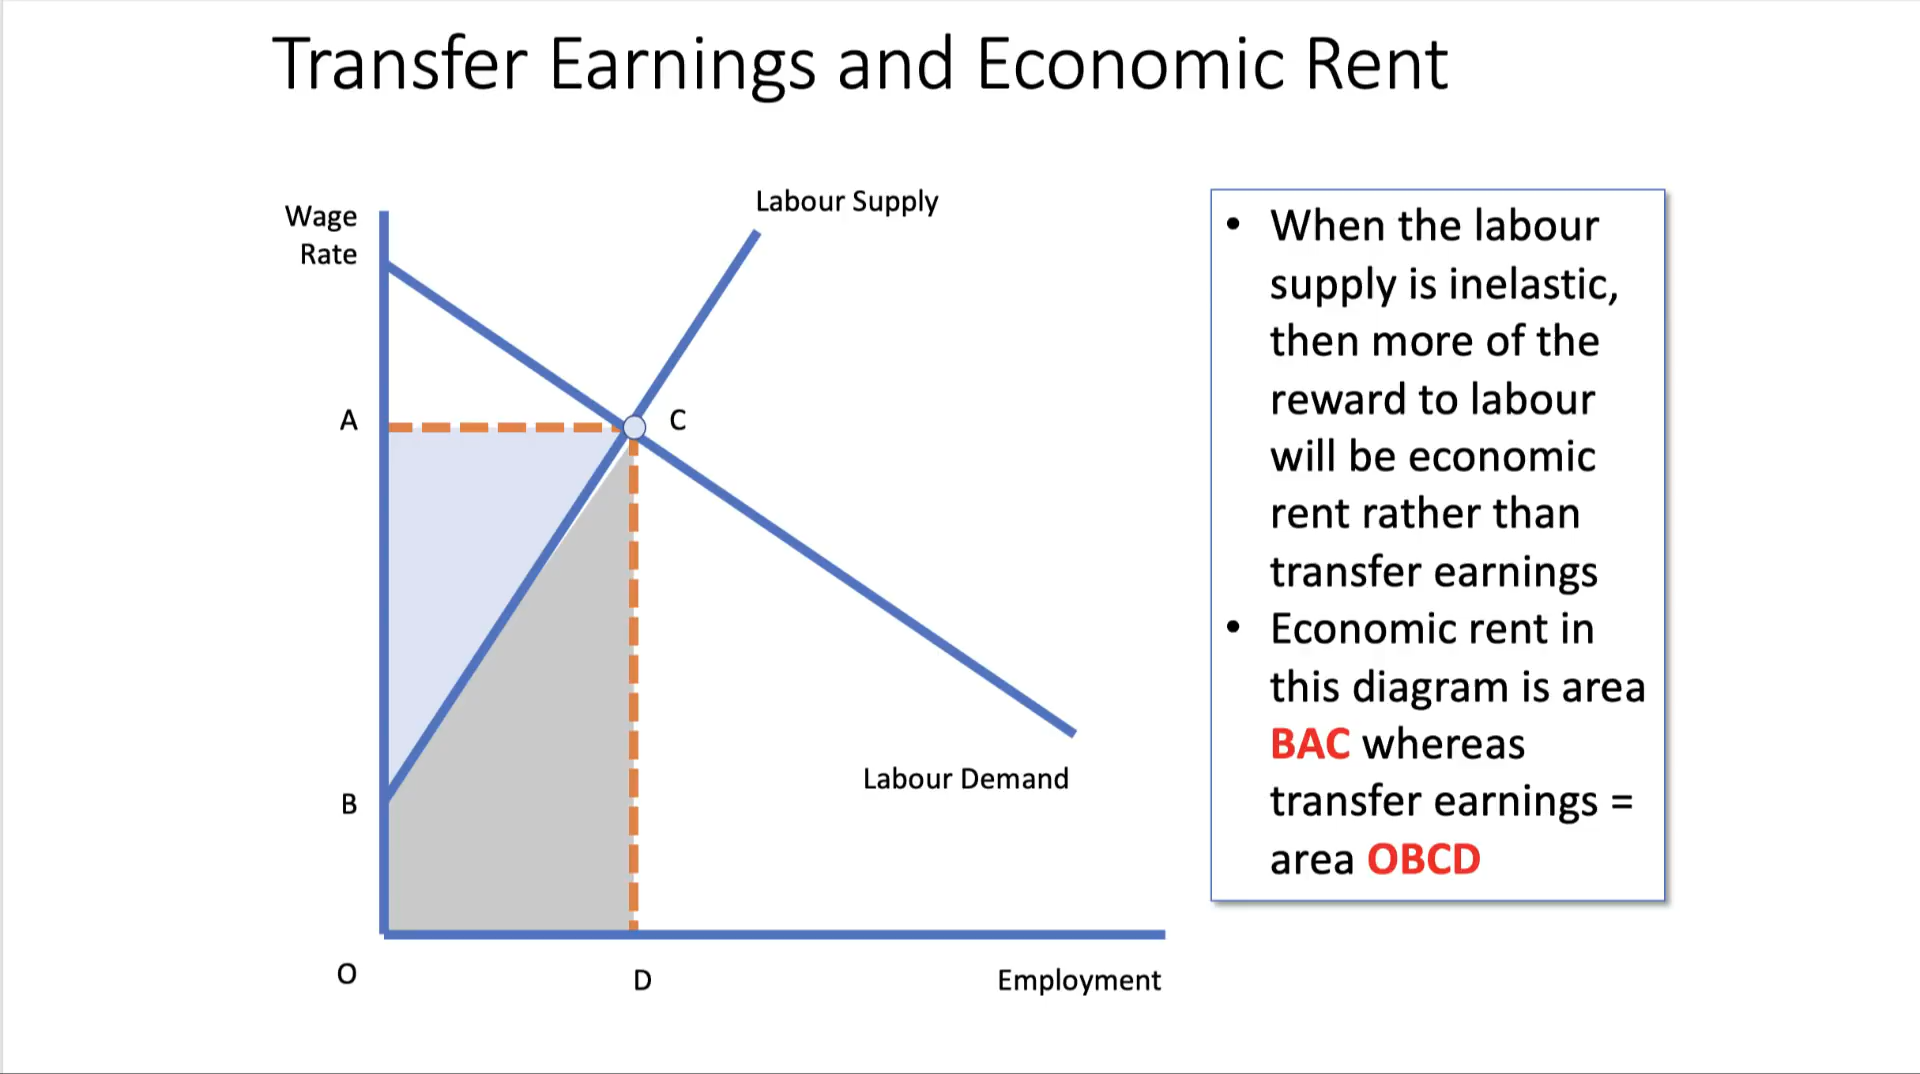 Transfer Earnings and Economic Rent
Labour Supply
Wage
Rate
A
C
B
Labour Demand
O
D
Employment
• When the labour
supply is inelastic,
then more of the
reward to labour
will be economic
rent rather than
transfer earnings
• Economic rent in
this diagram is area
BAC whereas
transfer earnings =
area OBCD